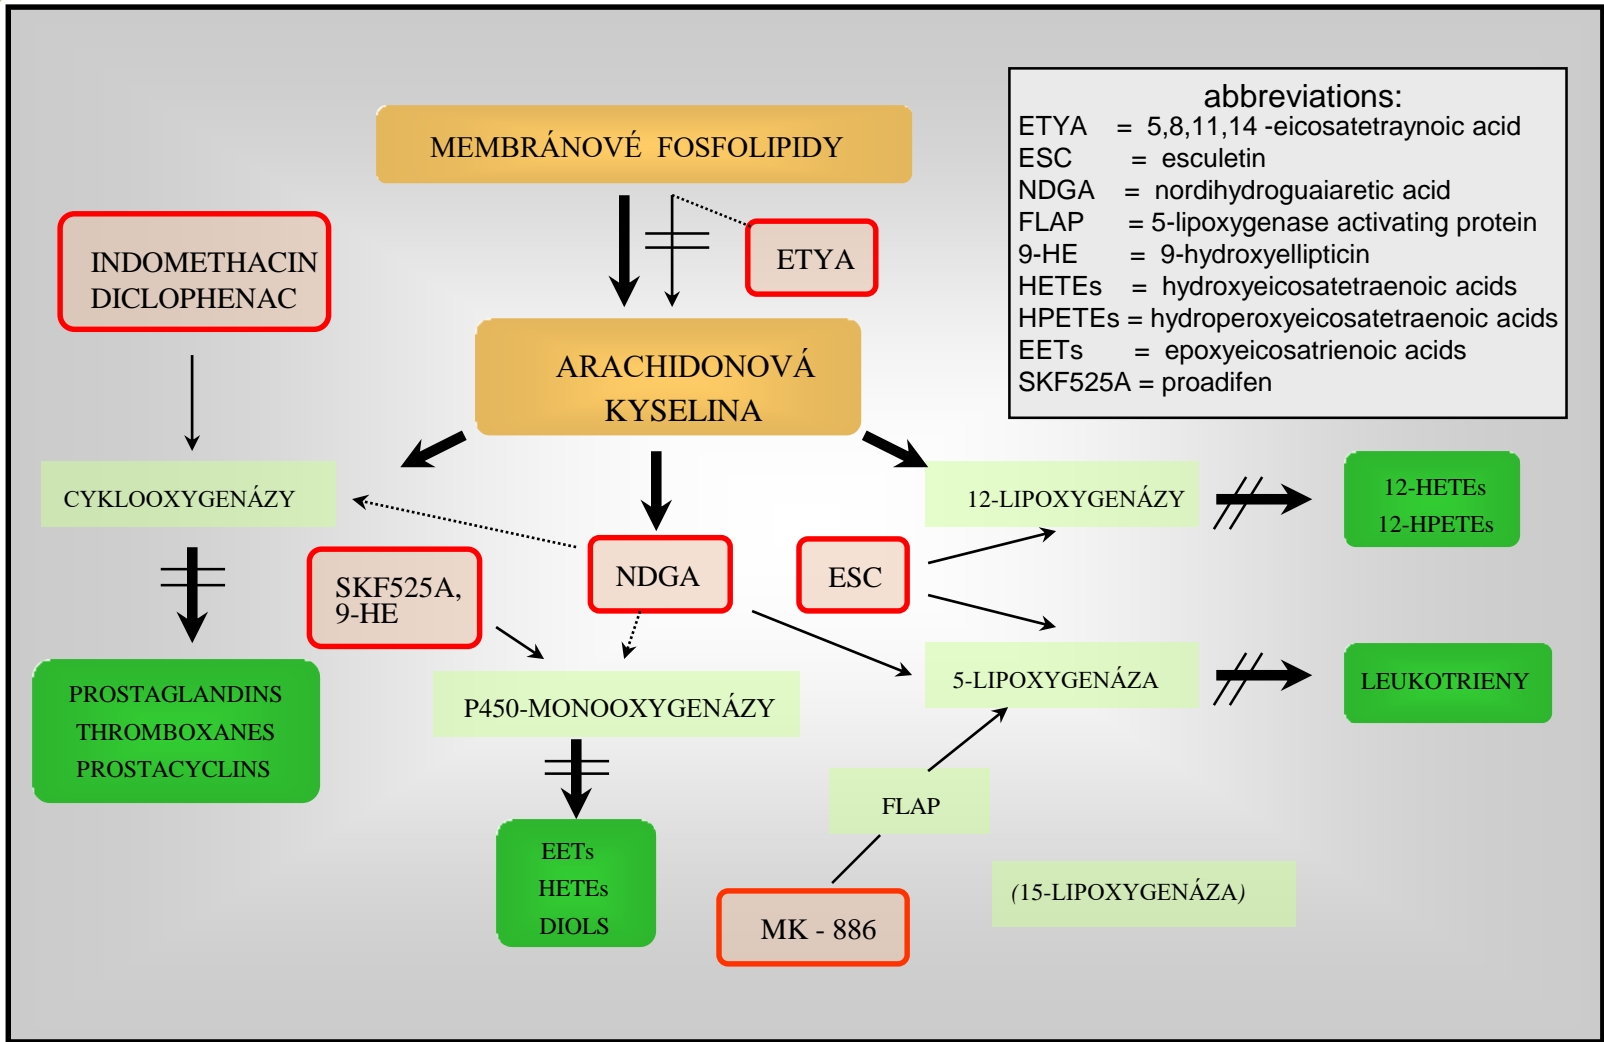 abbreviations:
ETYA = 5,8,11,14 -eicosatetraynoic acid
ESC = esculetin
NDGA = nordihydroguaiaretic acid
FLAP = 5-lipoxygenase activating protein
9-HE = 9-hydroxyellipticin
HETEs = hydroxyeicosatetraenoic acids
HPETEs = hydroperoxyeicosatetraenoic acids
EETs = epoxyeicosatrienoic acids
SKF525A = proadifen
MEMBRÁNOVÉ FOSFOLIPIDY
INDOMETHACIN
DICLOPHENAC
ETYA
ARACHIDONOVÁ
KYSELINA
CYKLOOXYGENÁZY
12-LIPOXYGENÁZY
12-HETEs
12-HPETEs
SKF525A,
9-HE
NDGA
ESC
PROSTAGLANDINS
THROMBOXANES
PROSTACYCLINS
P450-MONOOXYGENÁZY
5-LIPOXYGENÁZA
LEUKOTRIENY
FLAP
EETs
HETEs
DIOLS
MK - 886
(15-LIPOXYGENÁZA)